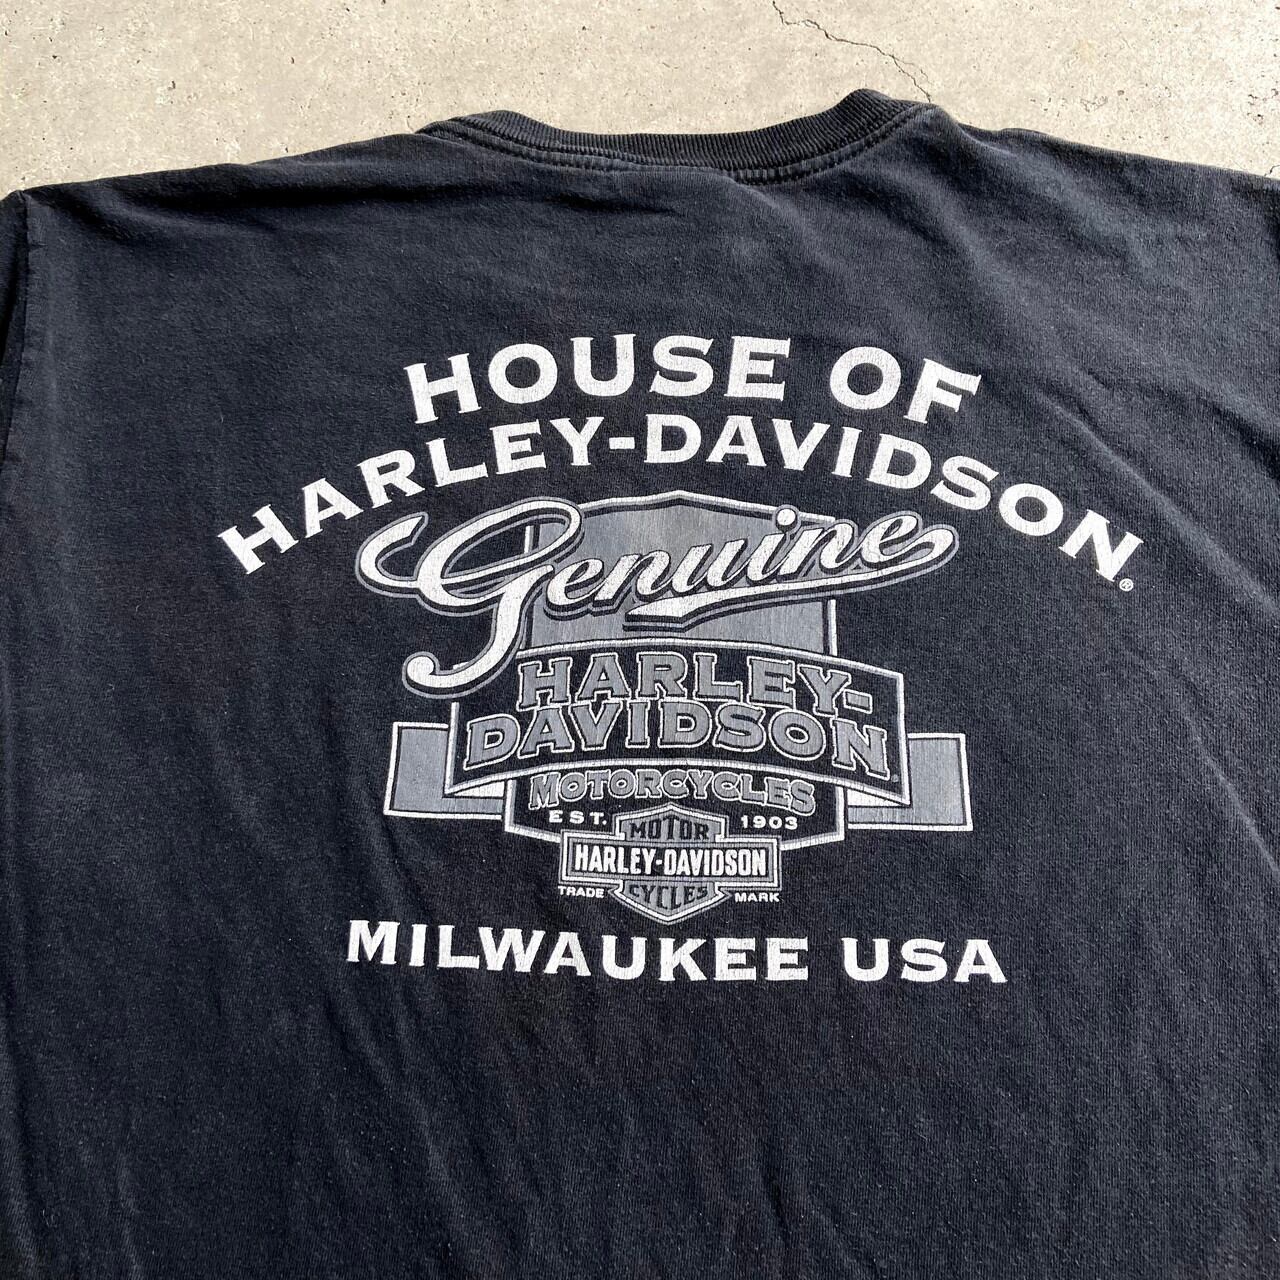 HOUSE OF
HARLEY-DAVIDSON®
Genuine
HARLEY-
DAVIDSON
MOTORCYCLES
EST. 1903
MOTOR
HARLEY-DAVIDSON
CYCLES
TRADE MARK
MILWAUKEE USA